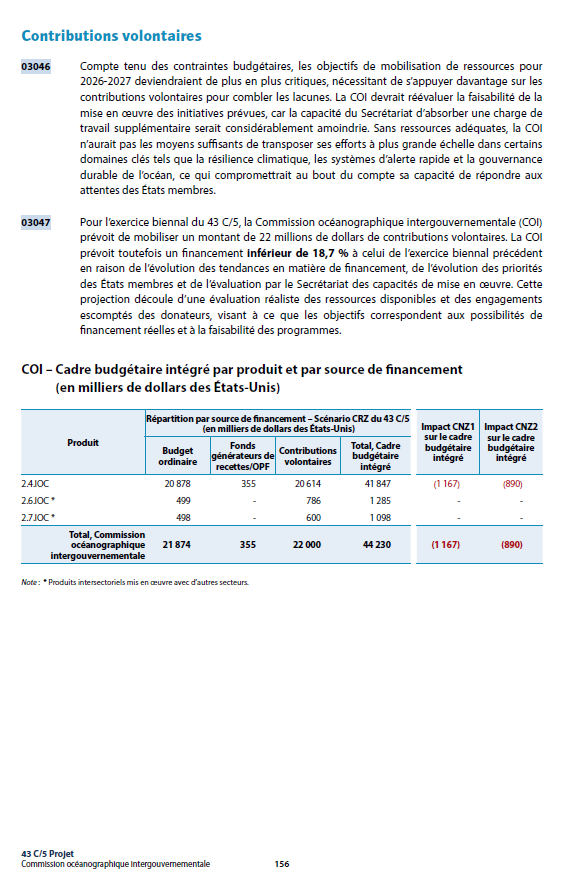 Contributions volontaires
03046 Compte tenu des contraintes budgétaires, les objectifs de mobilisation de ressources pour
2026-2027 deviendraient de plus en plus critiques, nécessitant de s'appuyer davantage sur les
contributions volontaires pour combler les lacunes. La COI devrait réévaluer la faisabilité de la
mise en œuvre des initiatives prévues, car la capacité du Secrétariat d'absorber une charge de
travail supplémentaire serait considérablement amoindrie. Sans ressources adéquates, la COI
n'aurait pas les moyens suffisants de transposer ses efforts à plus grande échelle dans certains
domaines clés tels que la résilience climatique, les systèmes d'alerte rapide et la gouvernance
durable de l'océan, ce qui compromettrait au bout du compte sa capacité de répondre aux
attentes des États membres.
03047 Pour l'exercice biennal du 43 C/5, la Commission océanographique intergouvernementale (COI)
prévoit de mobiliser un montant de 22 millions de dollars de contributions volontaires. La COI
prévoit toutefois un financement inférieur de 18,7 % à celui de l'exercice biennal précédent
en raison de l'évolution des tendances en matière de financement, de l'évolution des priorités
des États membres et de l'évaluation par le Secrétariat des capacités de mise en œuvre. Cette
projection découle d'une évaluation réaliste des ressources disponibles et des engagements
escomptés des donateurs, visant à ce que les objectifs correspondent aux possibilités de
financement réelles et à la faisabilité des programmes.
COI – Cadre budgétaire intégré par produit et par source de financement
(en milliers de dollars des États-Unis)
Produit
Répartition par source de financement – Scénario CRZ du 43 C/5
(en milliers de dollars des États-Unis)
Budget
ordinaire
Fonds
générateurs de
recettes/OPF
Contributions
volontaires
Total, Cadre
budgétaire
intégré
Impact CNZ1
sur le cadre
budgétaire
intégré
Impact CNZ2
sur le cadre
budgétaire
intégré
2.4.IOC 20 878 355 20 614 41 847 (1 167) (890)
2.6.IOC * 499 - 786 1 285 - -
2.7.IOC * 498 - 600 1 098 - -
Total, Commission
océanographique
intergouvernementale
21 874 355 22 000 44 230 (1 167) (890)
Note : * Produits intersectoriels mis en œuvre avec d'autres secteurs.
43 C/5 Projet
Commission océanographique intergouvernementale 156